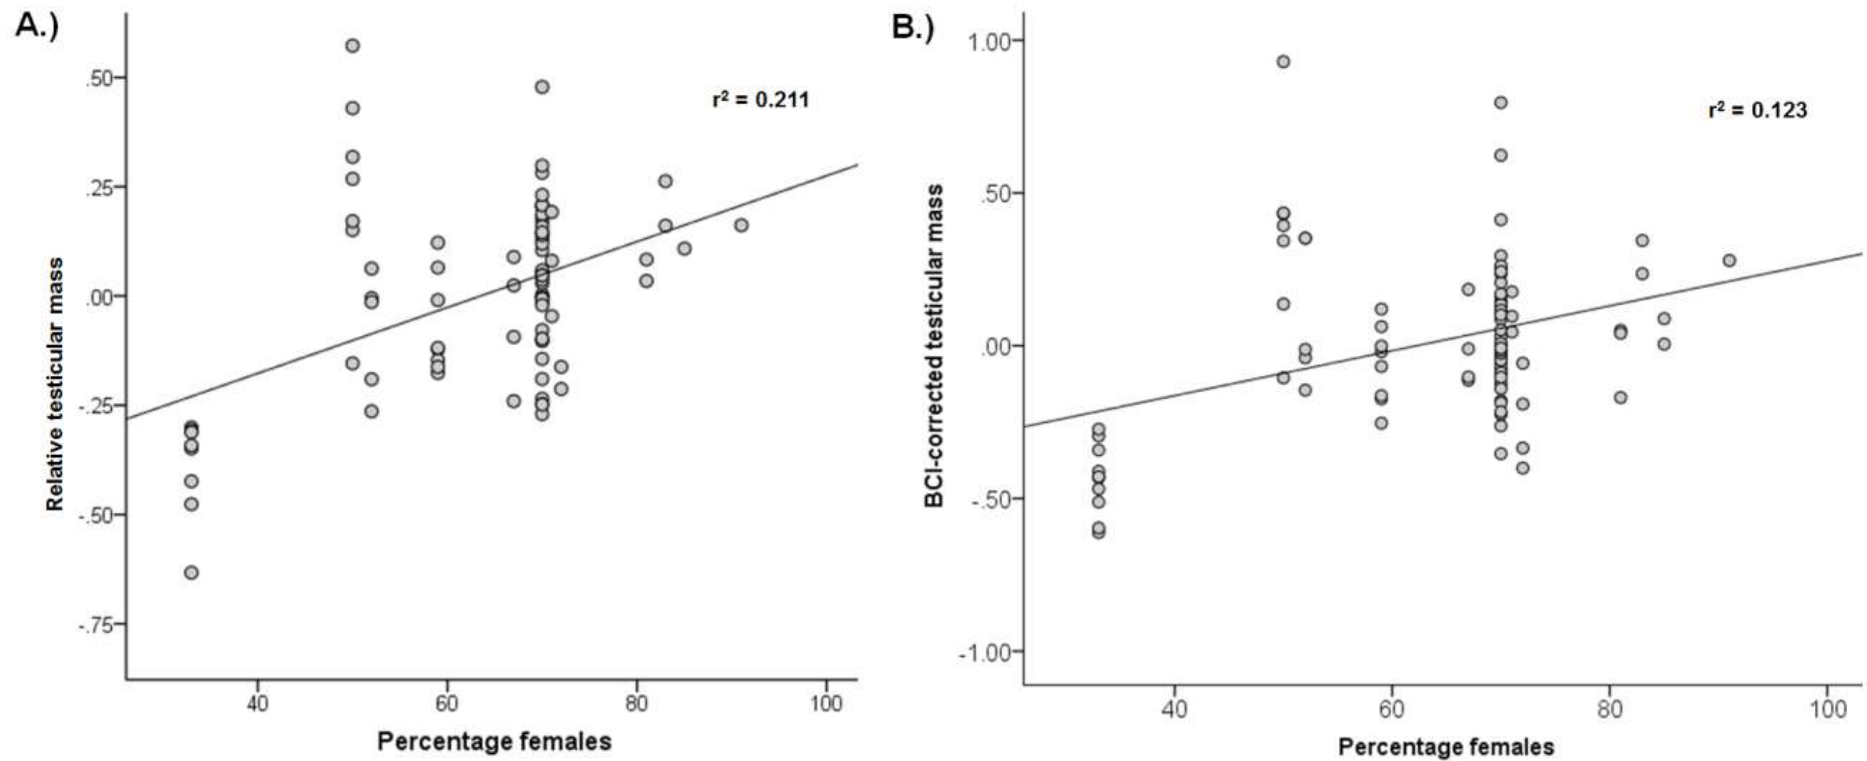 A.)
.50
.25
.00
-.25
-.50
-.75
Relative testicular mass
r² = 0.211
40 60 80 100
Percentage females
B.)
1.00
.50
.00
-.50
-1.00
BCI-corrected testicular mass
r² = 0.123
40 60 80 100
Percentage females